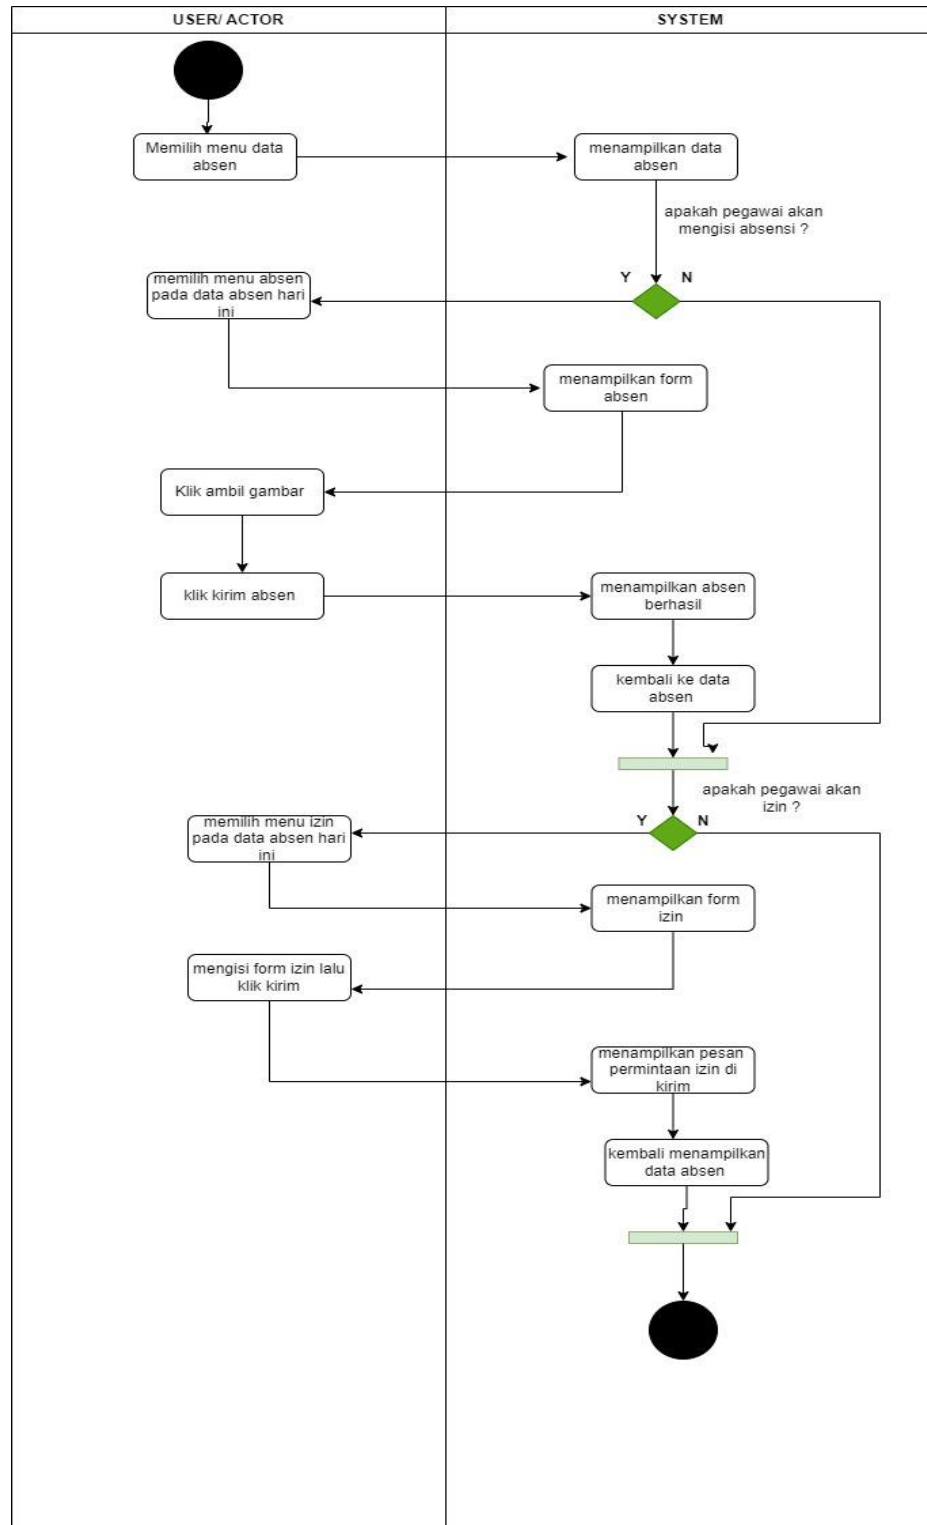 USER/ ACTOR
SYSTEM
Memilih menu data
absen
menampilkan data
absen
apakah pegawai akan
mengisi absensi ?
Y
N
memilih menu absen
pada data absen hari
ini
menampilkan form
absen
Klik ambil gambar
klik kirim absen
menampilkan absen
berhasil
kembali ke data
absen
apakah pegawai akan
izin ?
Y
N
memilih menu izin
pada data absen hari
ini
menampilkan form
izin
mengisi form izin lalu
klik kirim
menampilkan pesan
permintaan izin di
kirim
kembali menampilkan
data absen